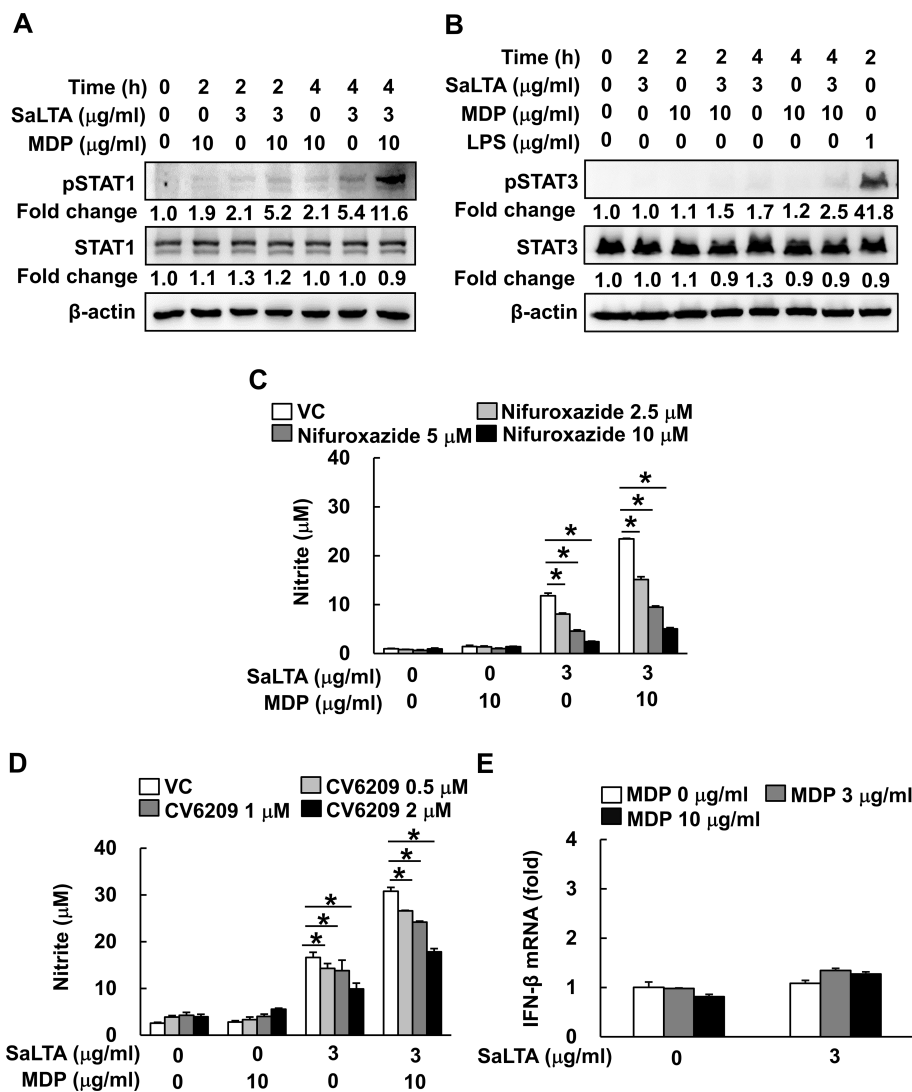 A
Time (h) 0 2 2 2 4 4 4
SaLTA (μg/ml) 0 0 3 3 0 3 3
MDP (μg/ml) 0 10 0 10 10 0 10
pSTAT1
Fold change 1.0 1.9 2.1 5.2 2.1 5.4 11.6
STAT1
Fold change 1.0 1.1 1.3 1.2 1.0 1.0 0.9
β-actin
B
Time (h) 0 2 2 2 4 4 4 2
SaLTA (μg/ml) 0 3 0 3 3 0 3 0
MDP (μg/ml) 0 0 10 10 0 10 10 0
LPS (μg/ml) 0 0 0 0 0 0 0 1
pSTAT3
Fold change 1.0 1.0 1.1 1.5 1.7 1.2 2.5 41.8
STAT3
Fold change 1.0 1.0 1.1 0.9 1.3 0.9 0.9 0.9
β-actin
C
VC
Nifuroxazide 2.5 μM
Nifuroxazide 5 μM
Nifuroxazide 10 μM
Nitrite (μM)
40
30
20
10
0
*
*
*
*
*
*
SaLTA (μg/ml) 0 0 3 3
MDP (μg/ml) 0 10 0 10
D
VC
CV6209 0.5 μM
CV6209 1 μM
CV6209 2 μM
Nitrite (μM)
40
30
20
10
0
*
*
*
*
*
*
SaLTA (μg/ml) 0 0 3 3
MDP (μg/ml) 0 10 0 10
E
MDP 0 μg/ml
MDP 3 μg/ml
MDP 10 μg/ml
IFN-β mRNA (fold)
4
3
2
1
0
SaLTA (μg/ml) 0 3